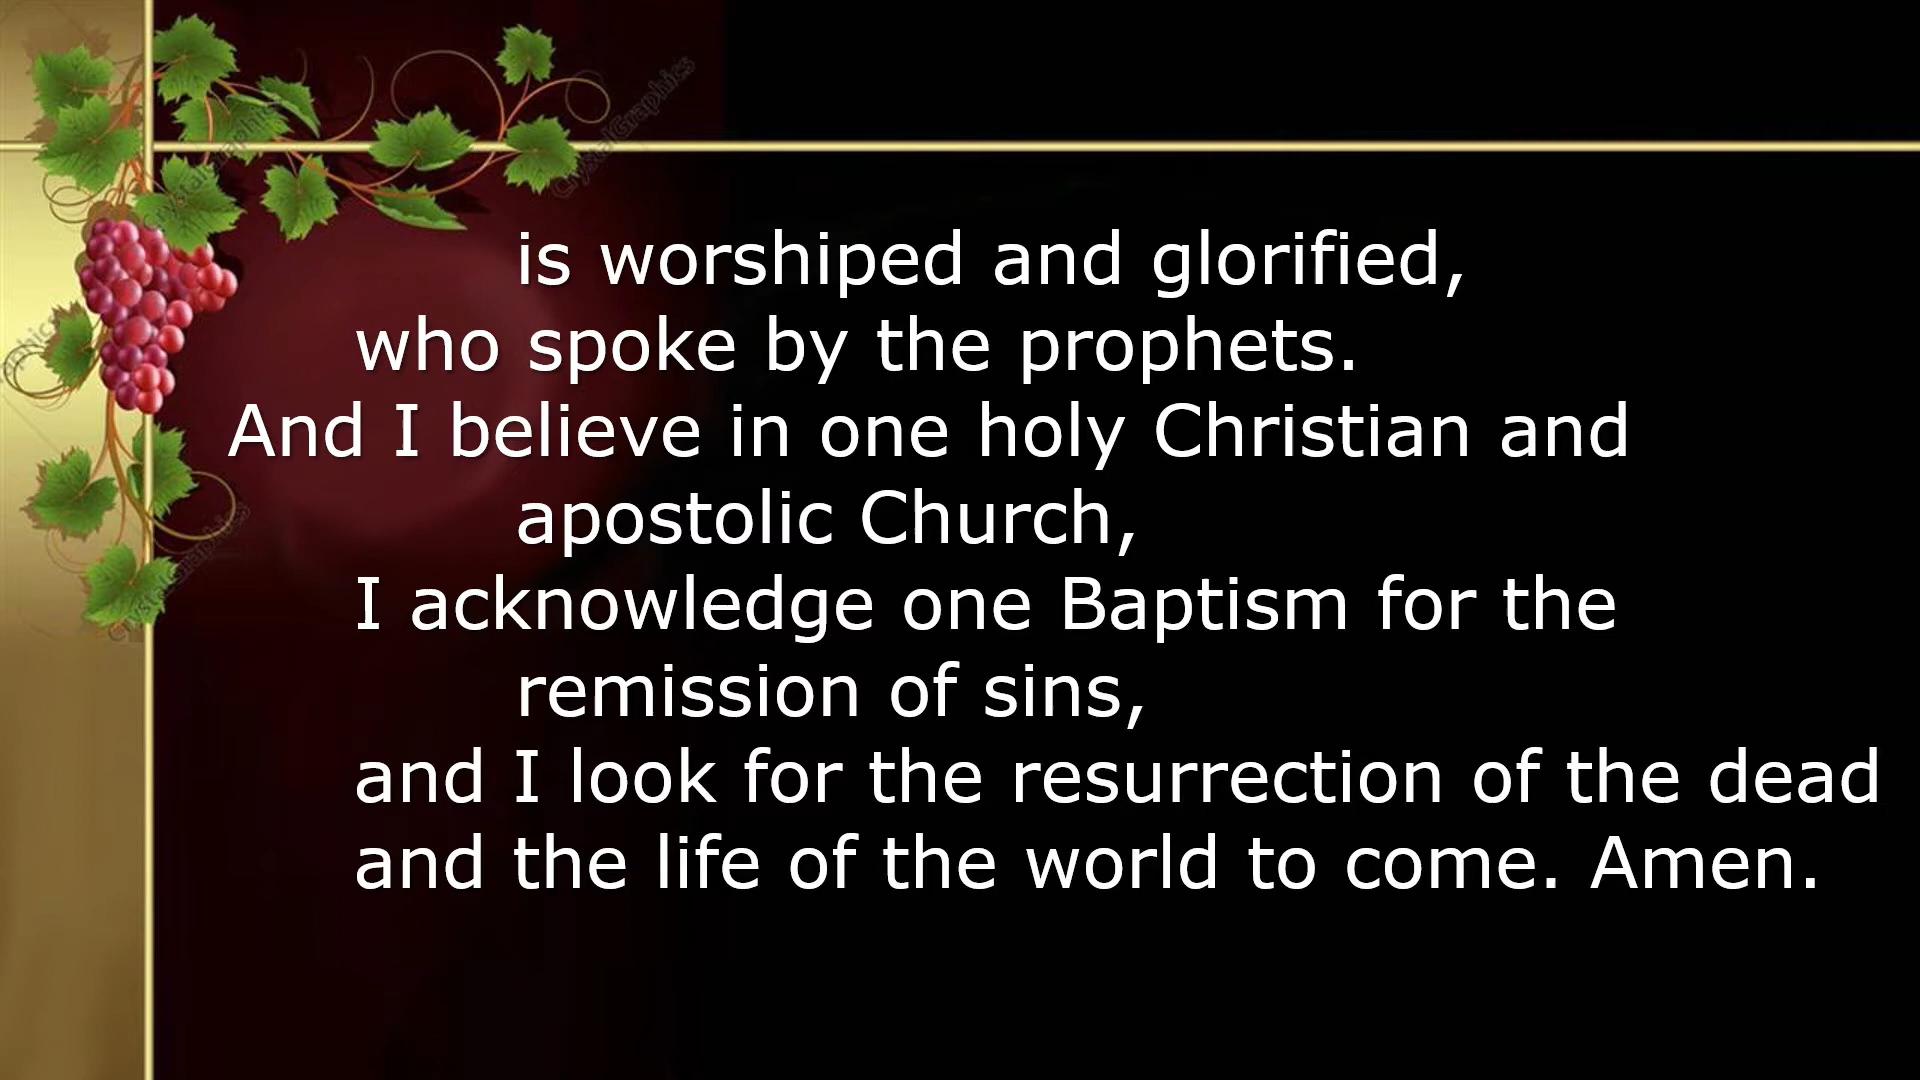 is worshiped and glorified,
who spoke by the prophets.
And I believe in one holy Christian and
apostolic Church,
I acknowledge one Baptism for the
remission of sins,
and I look for the resurrection of the dead
and the life of the world to come. Amen.
CrystalGraphics